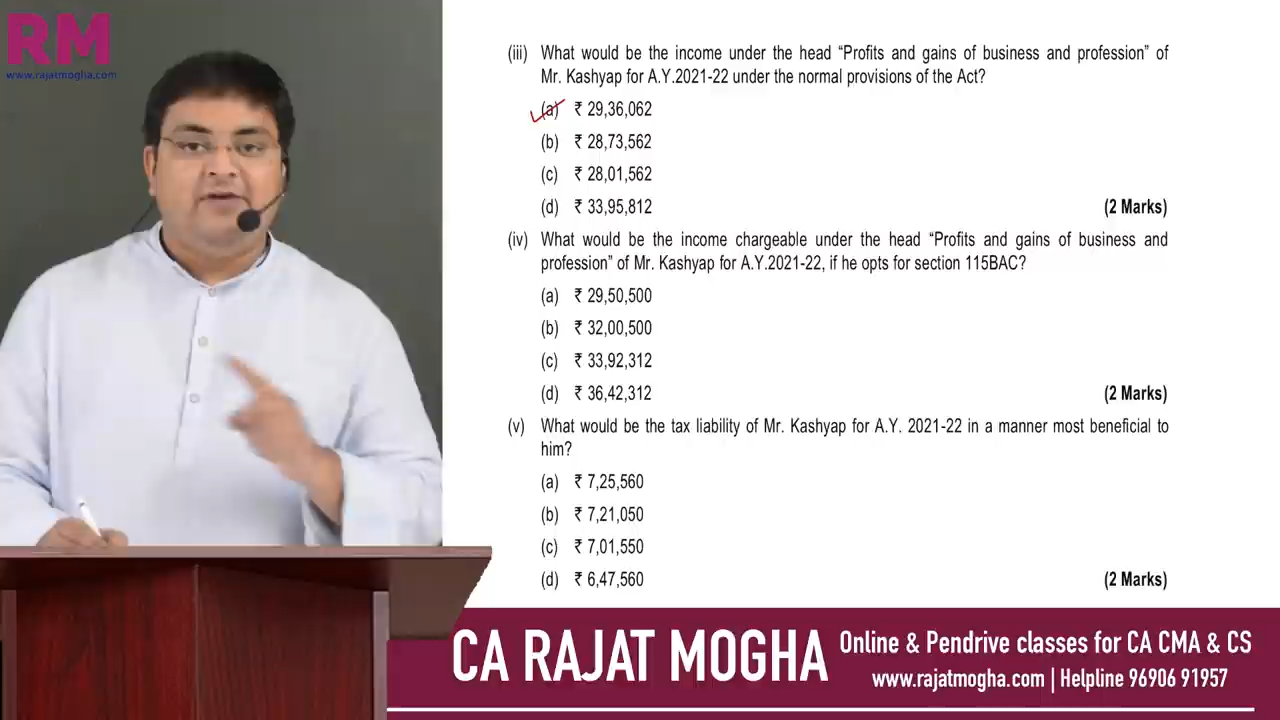 RM
www.rajatmogha.com
(iii) What would be the income under the head “Profits and gains of business and profession” of
Mr. Kashyap for A.Y.2021-22 under the normal provisions of the Act?
(a) ₹ 29,36,062
(b) ₹ 28,73,562
(c) ₹ 28,01,562
(d) ₹ 33,95,812 (2 Marks)
(iv) What would be the income chargeable under the head “Profits and gains of business and
profession” of Mr. Kashyap for A.Y.2021-22, if he opts for section 115BAC?
(a) ₹ 29,50,500
(b) ₹ 32,00,500
(c) ₹ 33,92,312
(d) ₹ 36,42,312 (2 Marks)
(v) What would be the tax liability of Mr. Kashyap for A.Y. 2021-22 in a manner most beneficial to
him?
(a) ₹ 7,25,560
(b) ₹ 7,21,050
(c) ₹ 7,01,550
(d) ₹ 6,47,560 (2 Marks)
CA RAJAT MOGHA
Online & Pendrive classes for CA CMA & CS
www.rajatmogha.com | Helpline 96906 91957